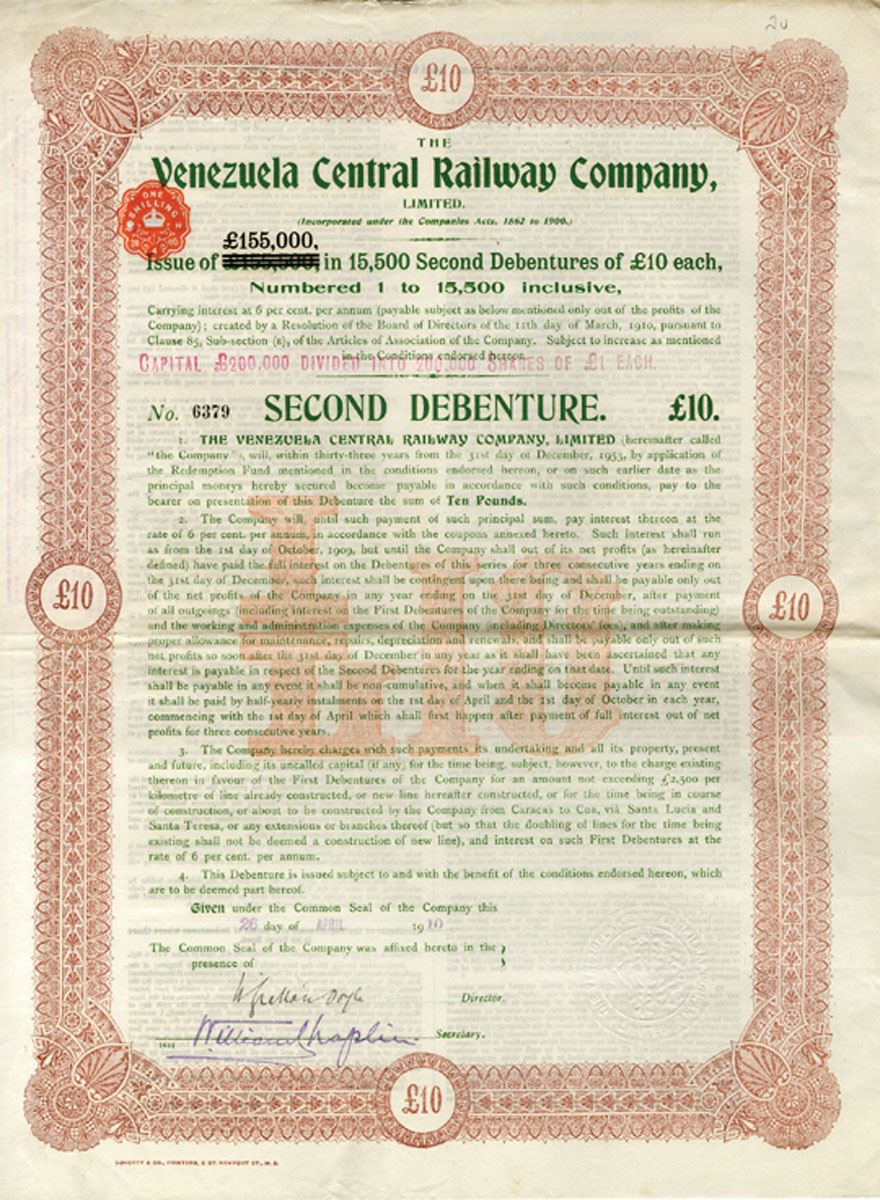 20
£10
THE
Venezuela Central Railway Company,
LIMITED.
(Incorporated under the Companies Acts, 1862 to 1900.)
ONE SHILLING
£155,000,
Issue of £155,500, in 15,500 Second Debentures of £10 each,
Numbered 1 to 15,500 inclusive,
Carrying interest at 6 per cent. per annum (payable subject as below mentioned only out of the profits of the
Company); created by a Resolution of the Board of Directors of the 11th day of March, 1910, pursuant to
Clause 85, Sub-section (E), of the Articles of Association of the Company. Subject to increase as mentioned
in the Conditions endorsed hereon.
CAPITAL £200,000 DIVIDED INTO 200,000 SHARES OF £1 EACH.
No. 6379 SECOND DEBENTURE. £10.
1. THE VENEZUELA CENTRAL RAILWAY COMPANY, LIMITED (hereinafter called
"the Company"), will, within thirty-three years from the 31st day of December, 1953, by application of
the Redemption Fund mentioned in the conditions endorsed hereon, or on such earlier date as the
principal moneys hereby secured become payable in accordance with such conditions, pay to the
bearer on presentation of this Debenture the sum of Ten Pounds.
2. The Company will, until such payment of such principal sum, pay interest thereon at the
rate of 6 per cent. per annum, in accordance with the coupons annexed hereto. Such interest shall run
as from the 1st day of October, 1909, but until the Company shall out of its net profits (as hereinafter
defined) have paid the full interest on the Debentures of this series for three consecutive years ending on
the 31st day of December, such interest shall be contingent upon there being and shall be payable only out
of the net profits of the Company in any year ending on the 31st day of December, after payment
of all outgoings (including interest on the First Debentures of the Company for the time being outstanding)
and the working and administration expenses of the Company (including Directors' fees), and after making
proper allowance for maintenance, repairs, depreciation and renewals, and shall be payable only out of such
net profits so soon after the 31st day of December in any year as it shall have been ascertained that any
interest is payable in respect of the Second Debentures for the year ending on that date. Until such interest
shall be payable in any event it shall be non-cumulative, and when it shall become payable in any event
it shall be paid by half-yearly instalments on the 1st day of April and the 1st day of October in each year,
commencing with the 1st day of April which shall first happen after payment of full interest out of net
profits for three consecutive years.
£10
£10
£10
3. The Company hereby charges with such payments its undertaking and all its property, present
and future, including its uncalled capital (if any) for the time being, subject, however, to the charge existing
thereon in favour of the First Debentures of the Company for an amount not exceeding £2,500 per
kilometre of line already constructed, or new line hereafter constructed, or for the time being in course
of construction, or about to be constructed by the Company from Caracas to Cua, viâ Santa Lucia and
Santa Teresa, or any extensions or branches thereof (but so that the doubling of lines for the time being
existing shall not be deemed a construction of new line), and interest on such First Debentures at the
rate of 6 per cent. per annum.
4. This Debenture is issued subject to and with the benefit of the conditions endorsed hereon, which
are to be deemed part hereof.
Given under the Common Seal of the Company this
26 day of APRIL 1910
The Common Seal of the Company was affixed hereto in the
presence of
Director.
William Chaplin Secretary.
£10